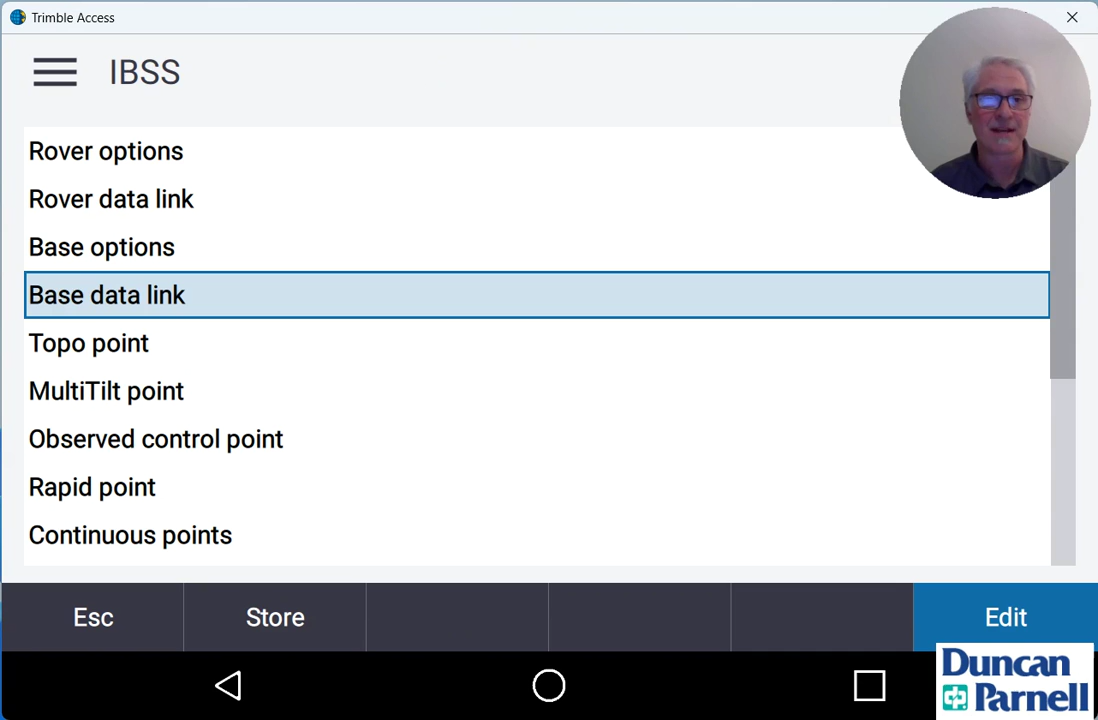 Trimble Access
IBSS
Rover options
Rover data link
Base options
Base data link
Topo point
MultiTilt point
Observed control point
Rapid point
Continuous points
Esc
Store
Edit
Duncan
Parnell